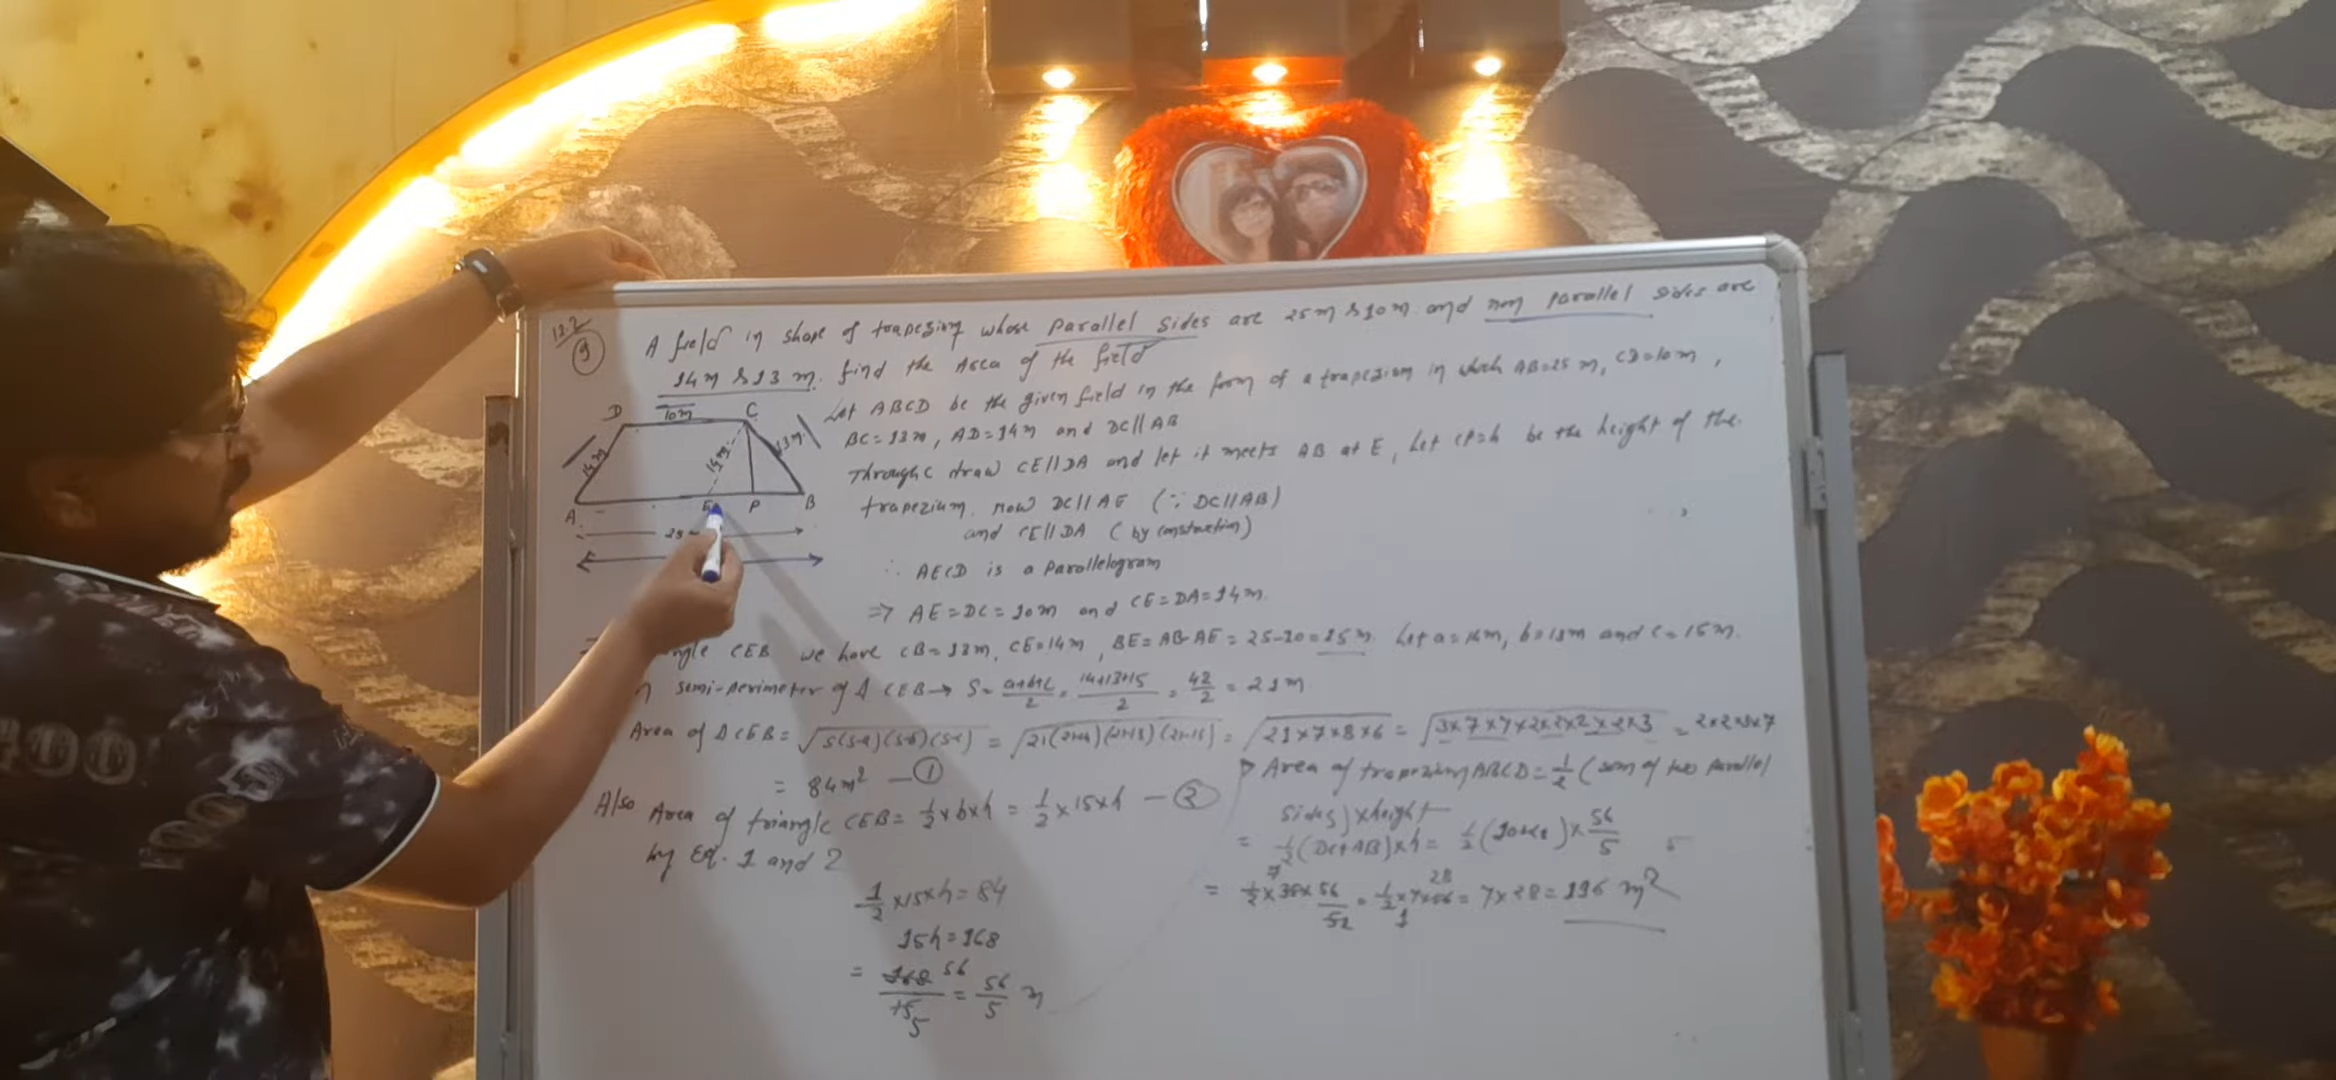 12.2
9
A field in shape of trapezium whose parallel sides are 25m & 10m and non parallel sides are
14m & 13m. find the Area of the field
Let ABCD be the given field in the form of a trapezium in which AB=25 m, CD=10m,
BC=13m, AD=14m and DC||AB
Through C draw CE||DA and let it meets AB at E, Let CP=h be the height of the
trapezium. now DC||AE (∵ DC||AB)
and CE||DA (by construction)
∴ AECD is a Parallelogram
⇒ AE=DC=10m and CE=DA=14m.
D 10m C
14m 14m 13m
A E P B
CEB we have CB=13m, CE=14m, BE=AB-AE=25-10=15m. Let a=14m, b=13m and c=15m.
semi-perimeter of Δ CEB → S= a+b+c/2 = 14+13+15/2 = 42/2 = 21m
Area of Δ CEB= √s(s-a)(s-b)(s-c) = √21(21-14)(21-13)(21-15) = √21×7×8×6 = √3×7×7×2×2×2×2×3 = 2×2×3×7
= 84m² — ①
Also Area of triangle CEB= 1/2×b×h = 1/2×15×h — ②
by Eq. 1 and 2
1/2×15×h=84
15h=168
= 168 56/15 5 = 56/5 m
Area of trapezium ABCD= 1/2 (sum of two parallel
sides)×height
= 1/2(DC+AB)×h= 1/2(10+25)×56/5
= 1/2×35×56/5 = 1/2×7×56 = 7×28=196 m²